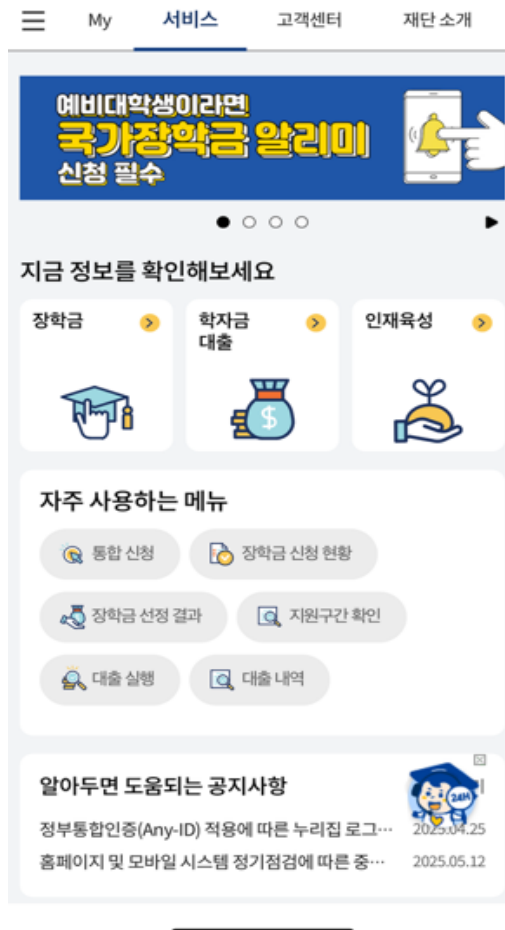 My 서비스 고객센터 재단 소개
예비대학생이라면
국가장학금 알리미
신청 필수
지금 정보를 확인해보세요
장학금
학자금
대출
인재육성
자주 사용하는 메뉴
통합 신청 장학금 신청 현황
장학금 선정 결과 지원구간 확인
대출 실행 대출 내역
알아두면 도움되는 공지사항
24H
정부통합인증(Any-ID) 적용에 따른 누리집 로그… 2025.04.25
홈페이지 및 모바일 시스템 정기점검에 따른 중… 2025.05.12